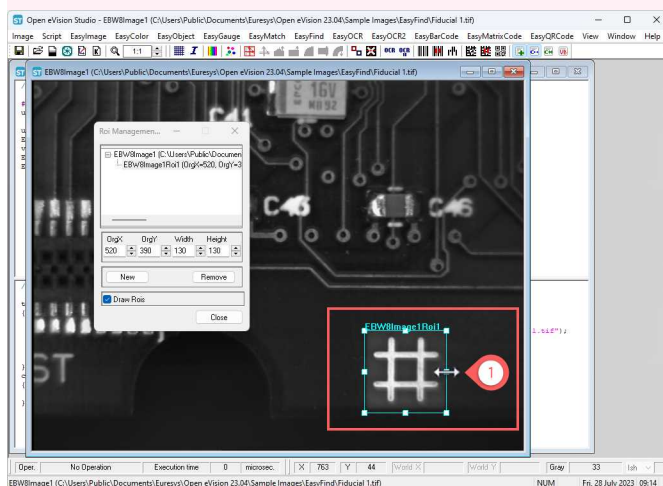 Open eVision Studio - EBW8Image1 (C:\Users\Public\Documents\Euresys\Open eVision 23.04\Sample Images\EasyFind\Fiducial 1.tif)
Image Script EasyImage EasyColor EasyObject EasyGauge EasyMatch EasyFind EasyOCR EasyOCR2 EasyBarCode EasyMatrixCode EasyQRCode View Window Help
1:1
OCR OCR
ST EBW8Image1 (C:\Users\Public\Documents\Euresys\Open eVision 23.04\Sample Images\EasyFind\Fiducial 1.tif)
16V
Roi Managemen...
EBW8Image1 (C:\Users\Public\Documen
EBW8Image1Roi1 (OrgX=520, OrgY=3
C46
OrgX OrgY Width Height
520 390 130 130
New Remove
Draw Rois
Close
EBW8Image1Roi1
1.tif");
1
ST
Oper. No Operation Execution time 0 microsec. X 763 Y 44 World X World Y Gray 33 lsh
EBW8Image1 (C:\Users\Public\Documents\Euresys\Open eVision 23.04\Sample Images\EasyFind\Fiducial 1.tif) NUM Fri. 28 July 2023 09:14